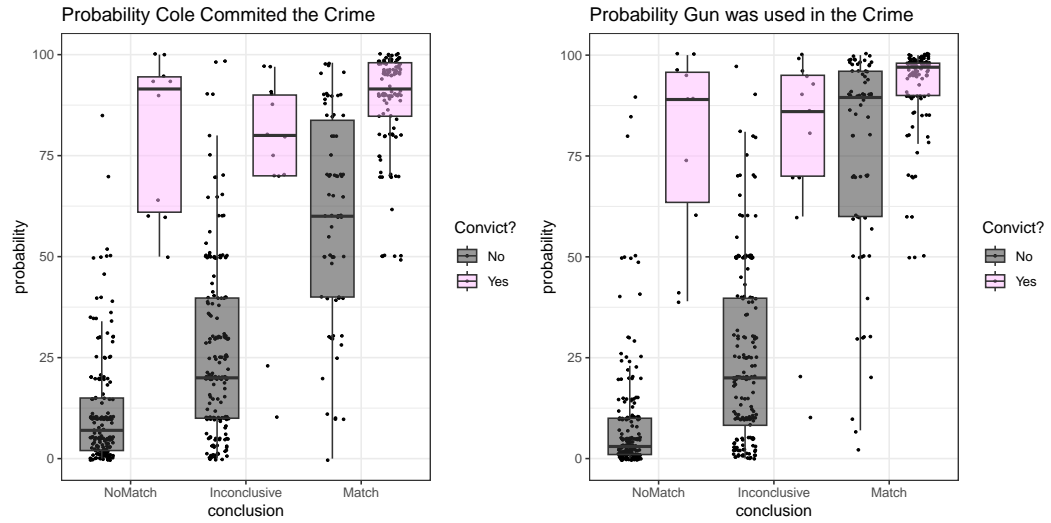 Probability Cole Commited the Crime
probability
100
75
50
25
0
NoMatch
Inconclusive
Match
conclusion
Convict?
No
Yes
Probability Gun was used in the Crime
probability
100
75
50
25
0
NoMatch
Inconclusive
Match
conclusion
Convict?
No
Yes